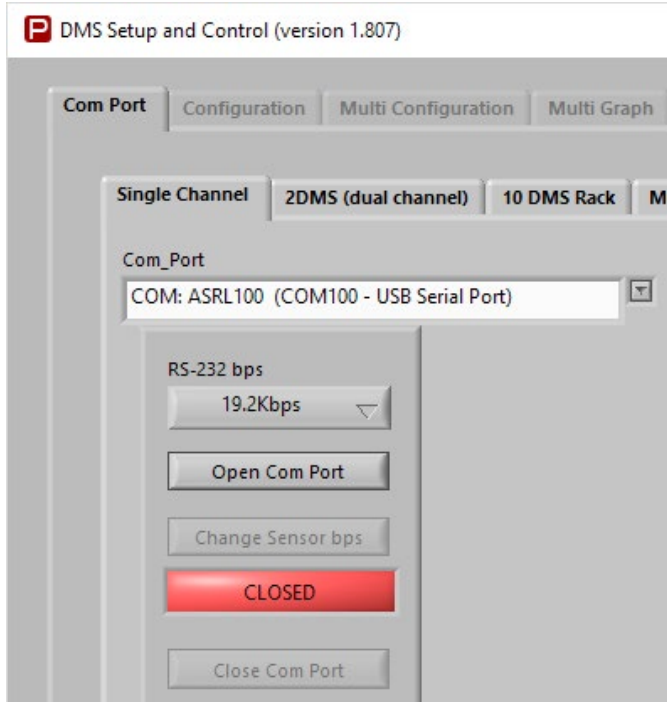 P DMS Setup and Control (version 1.807)
Com Port Configuration Multi Configuration Multi Graph
Single Channel 2DMS (dual channel) 10 DMS Rack M
Com_Port
COM: ASRL100 (COM100 - USB Serial Port)
RS-232 bps
19.2Kbps
Open Com Port
Change Sensor bps
CLOSED
Close Com Port